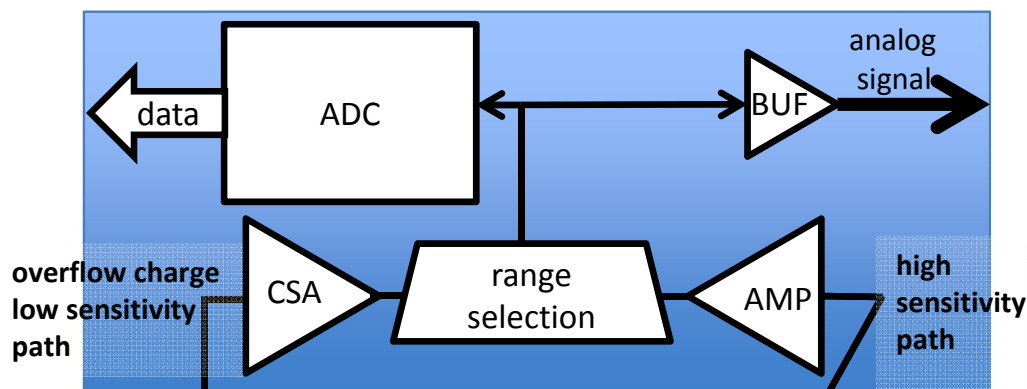 analog
signal
data
ADC
BUF
overflow charge
low sensitivity
path
CSA
range
selection
AMP
high
sensitivity
path